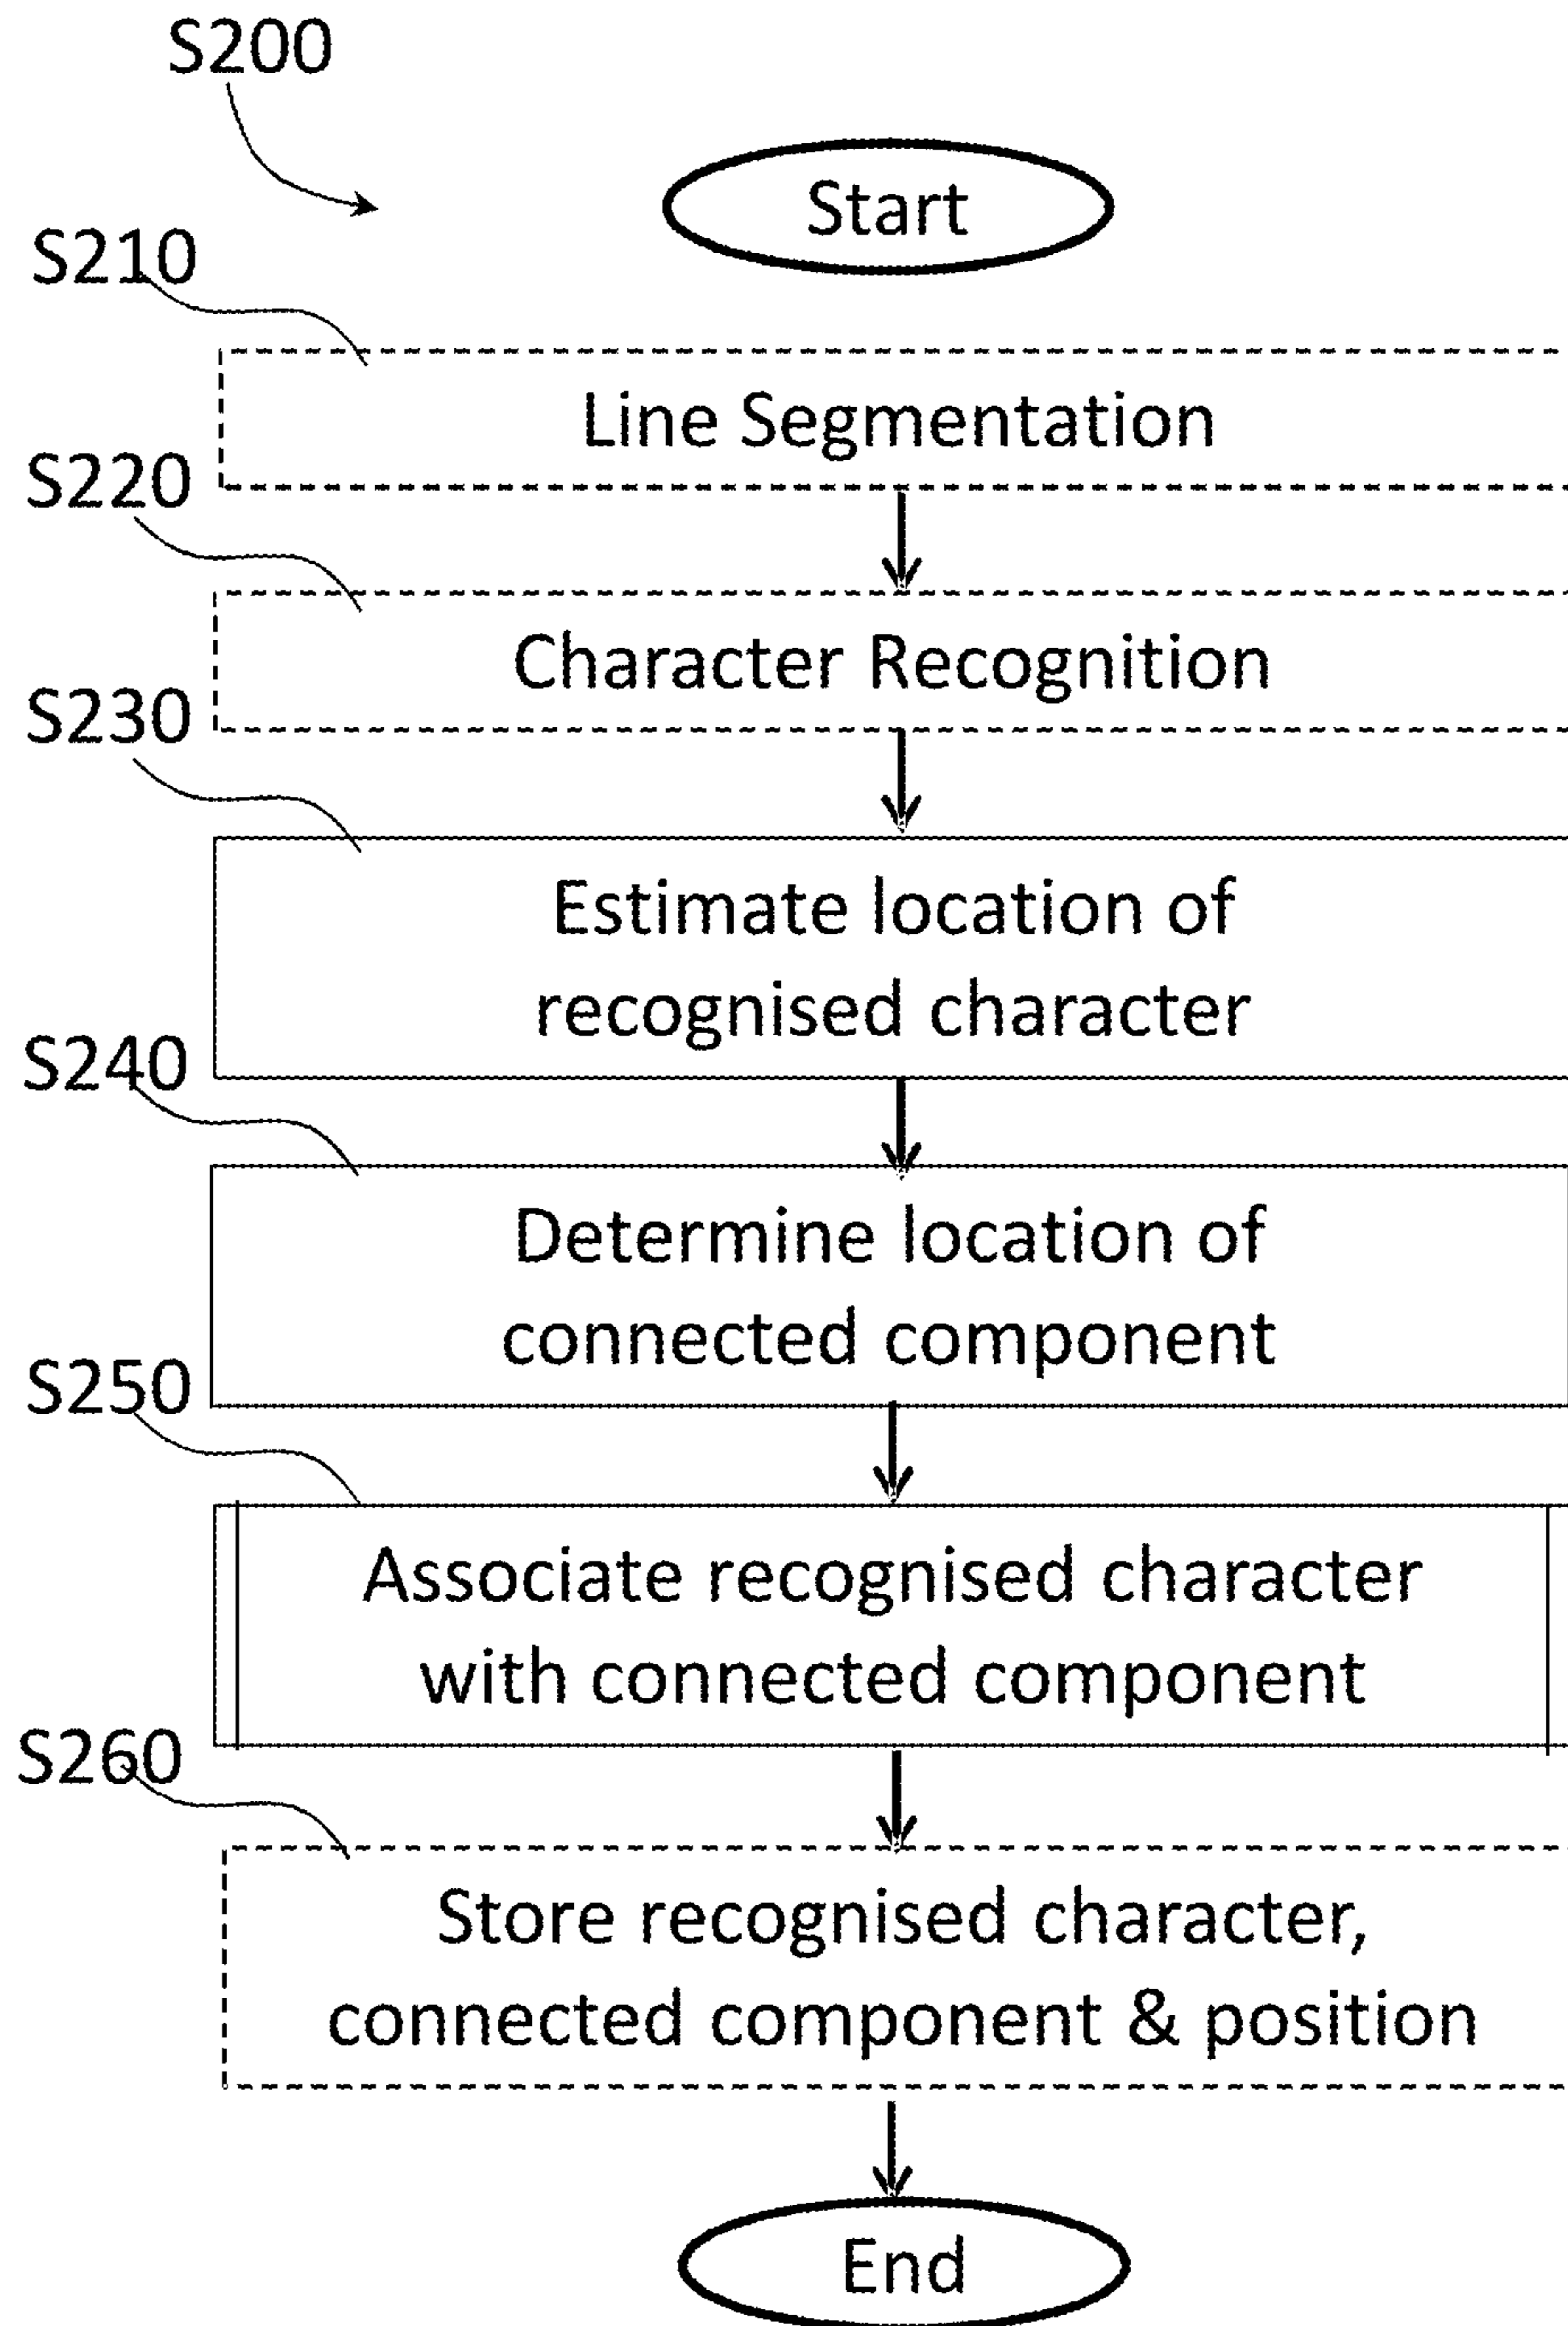 S200
Start
S210
Line Segmentation
S220
Character Recognition
S230
Estimate location of
recognised character
S240
Determine location of
connected component
S250
Associate recognised character
with connected component
S260
Store recognised character,
connected component & position
End